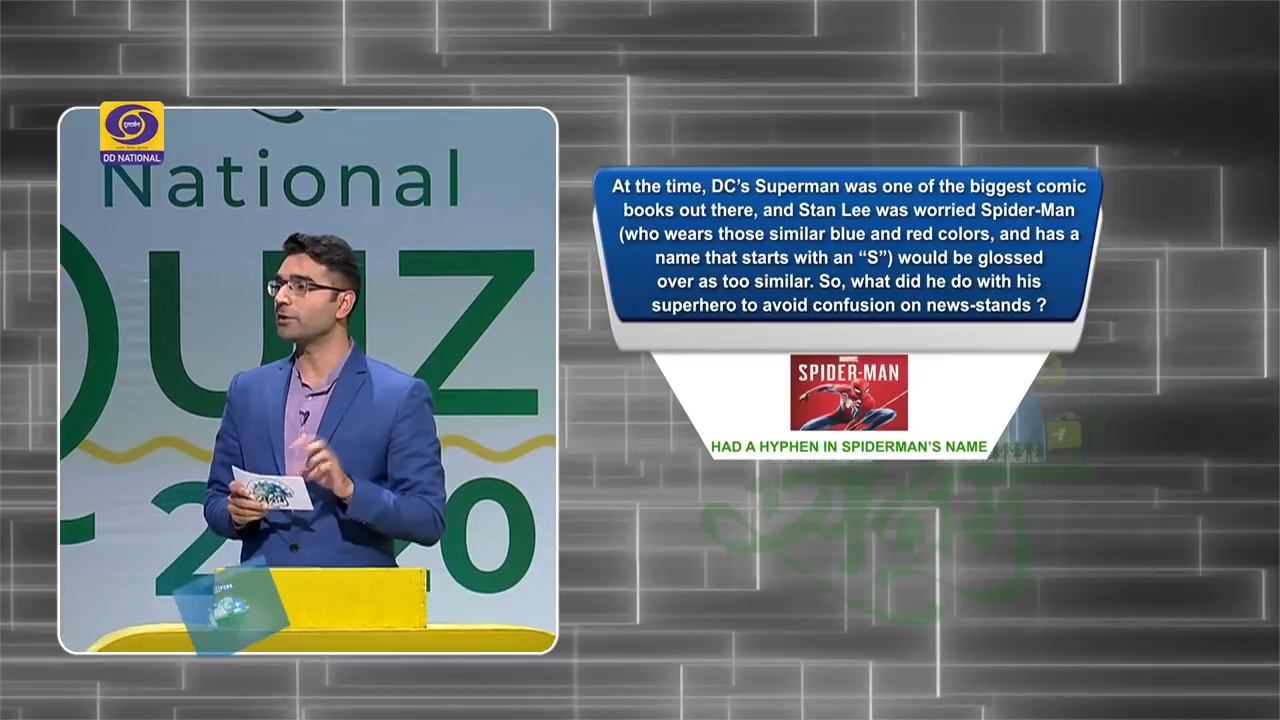 DD NATIONAL
National
QUIZ
At the time, DC's Superman was one of the biggest comic
books out there, and Stan Lee was worried Spider-Man
(who wears those similar blue and red colors, and has a
name that starts with an “S”) would be glossed
over as too similar. So, what did he do with his
superhero to avoid confusion on news-stands ?
MARVEL
SPIDER-MAN
HAD A HYPHEN IN SPIDERMAN'S NAME